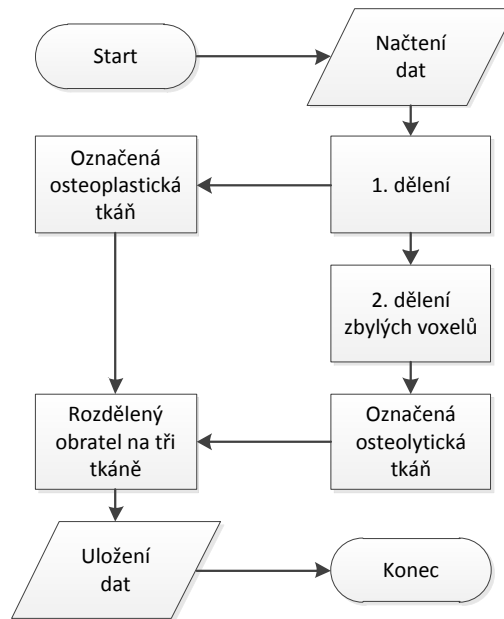 Start
Načtení
dat
Označená
osteoplastická
tkáň
1. dělení
2. dělení
zbylých voxelů
Rozdělený
obratel na tři
tkáně
Označená
osteolytická
tkáň
Uložení
dat
Konec